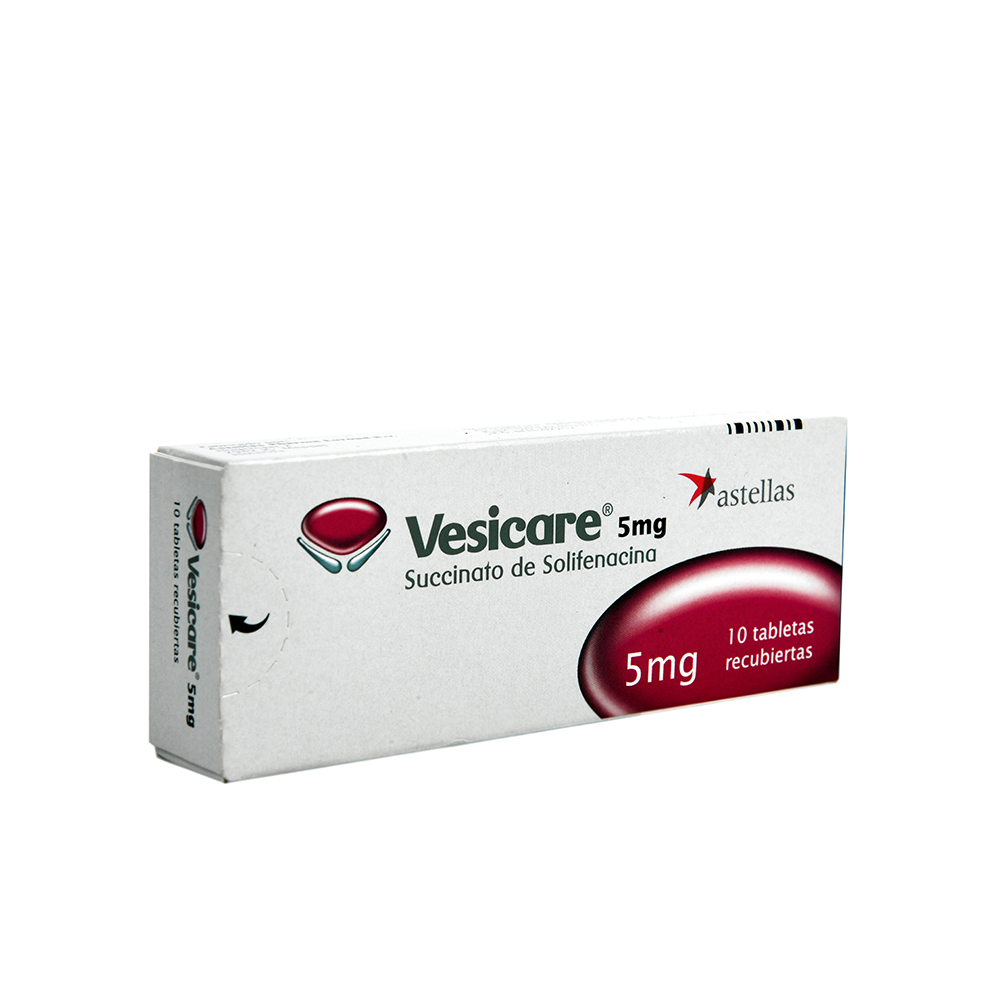 Vesicare® 5mg
Succinato de Solifenacina
astellas
5mg
10 tabletas
recubiertas
Vesicare® 5mg
10 tabletas recubiertas